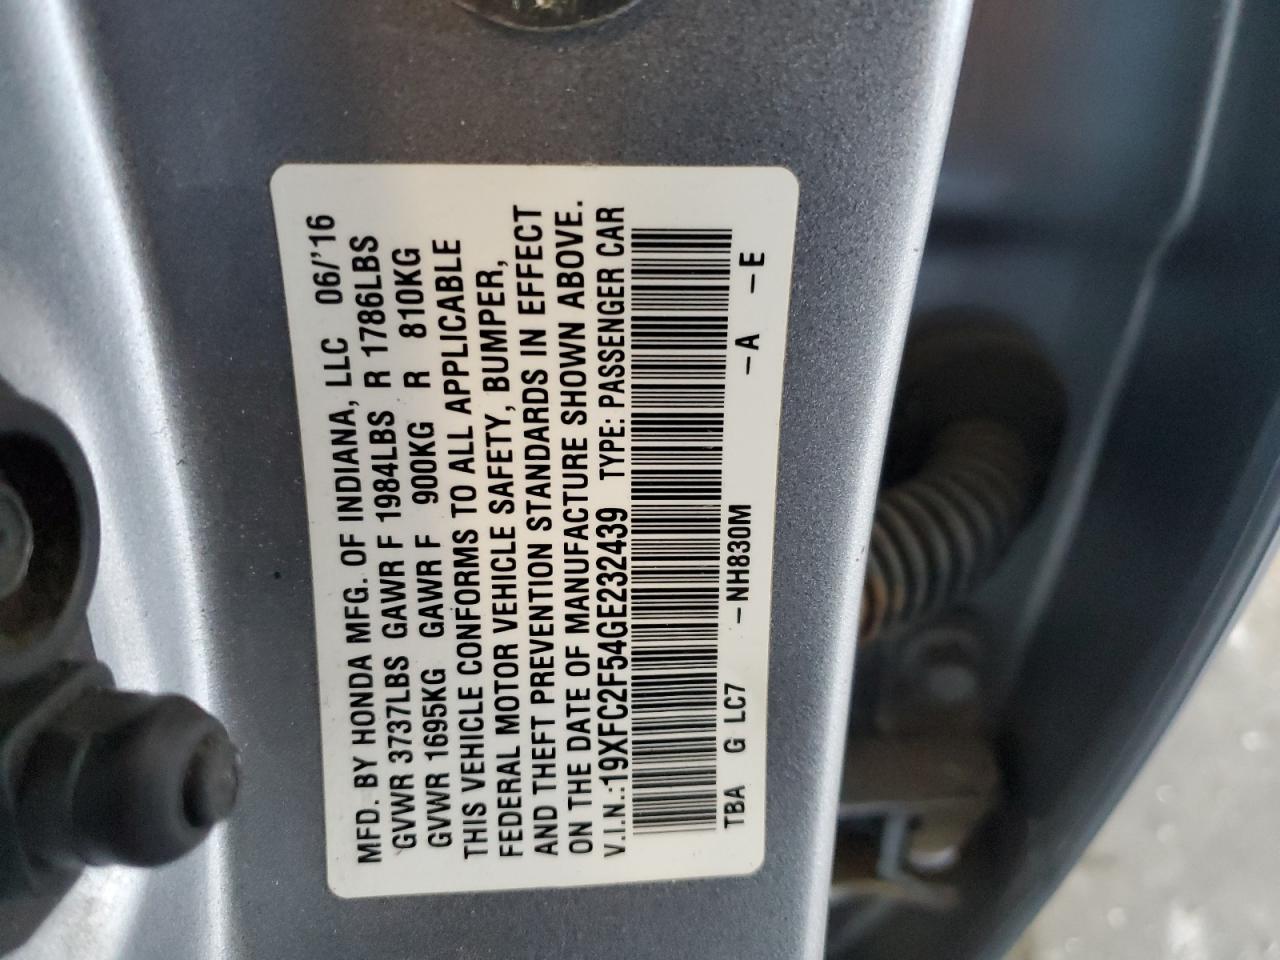 MFD. BY HONDA MFG. OF INDIANA, LLC 06/'16
GVWR 3737LBS GAWR F 1984LBS R 1786LBS
GVWR 1695KG GAWR F 900KG R 810KG
THIS VEHICLE CONFORMS TO ALL APPLICABLE
FEDERAL MOTOR VEHICLE SAFETY, BUMPER,
AND THEFT PREVENTION STANDARDS IN EFFECT
ON THE DATE OF MANUFACTURE SHOWN ABOVE.
V.I.N.:19XFC2F54GE232439 TYPE: PASSENGER CAR
TBA G LC7 -NH830M -A -E